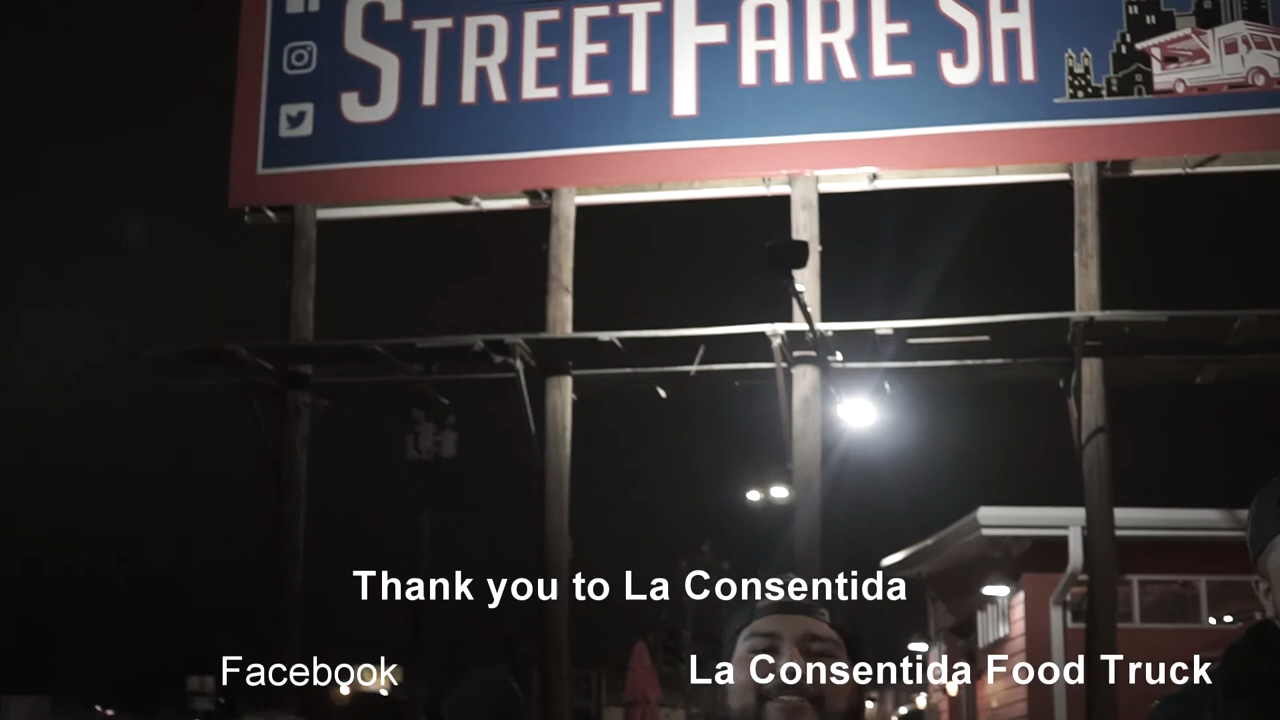 STREETFARE SA
Thank you to La Consentida
Facebook
La Consentida Food Truck